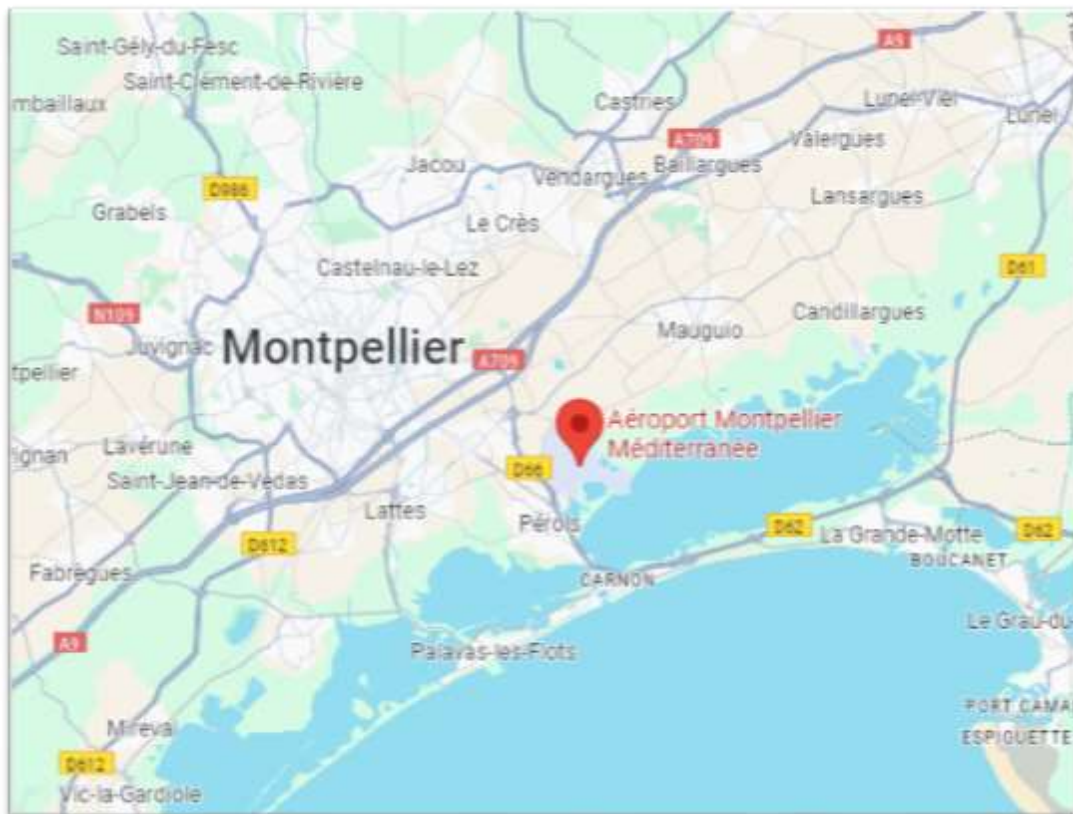 Saint-Gély-du-Fesc
A9
Saint-Clément-de-Rivière
mbaillaux
Castries
Lunel-Viel
Lunel
A709
Valergues
Jacou
Baillargues
Vendargues
D986
Lansargues
Grabels
Le Crès
Castelnau-le-Lez
D61
N109
Candillargues
Mauguio
Juvignac
Montpellier
A709
tpellier
Aéroport Montpellier
Méditerranée
Lavérune
ignan
D66
Saint-Jean-de-Védas
Lattes
Pérols
D62
La Grande-Motte
D62
D612
BOUCANET
Fabrègues
CARNON
Le Grau-du-
A9
Palavas-les-Flots
PORT CAMA
Mireval
ESPIGUETTE
D612
Vic-la-Gardiole